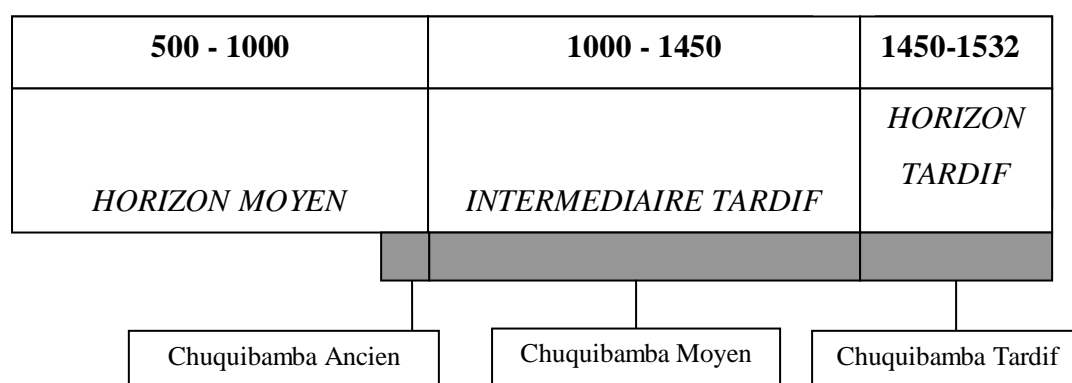 500 - 1000
1000 - 1450
1450-1532
HORIZON MOYEN
INTERMEDIAIRE TARDIF
HORIZON
TARDIF
Chuquibamba Ancien
Chuquibamba Moyen
Chuquibamba Tardif